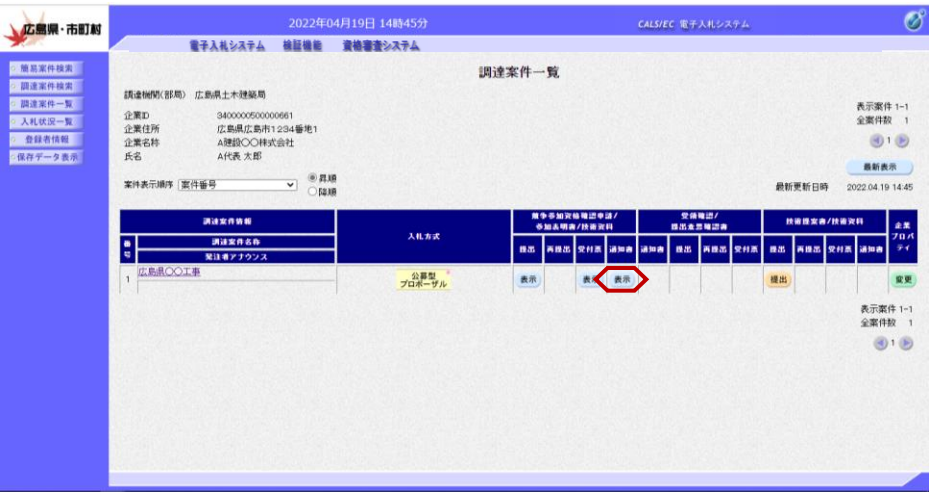 広島県・市町村
2022年04月19日 14時45分
CALS/EC 電子入札システム
電子入札システム 検証機能 資格審査システム
簡易案件検索
調達案件検索
調達案件一覧
入札状況一覧
登録者情報
保存データ表示
調達案件一覧
調達機関(部局) 広島県土木建築局
企業ID 3400000500000661
企業住所 広島県広島市1234番地1
企業名称 A建設〇〇株式会社
氏名 A代表 太郎
表示案件 1-1
全案件数 1
1
最新表示
案件表示順序 案件番号
昇順
降順
最新更新日時 2022.04.19 14:45
番号
調達案件情報
調達案件名称
発注者アナウンス
入札方式
競争参加資格確認申請/
参加表明書/技術資料
受領確認/
提出意思確認書
技術提案書/技術資料
企業
プロパ
ティ
提出 再提出 受付票 通知書 通知書 提出 再提出 受付票 提出 再提出 受付票 通知書
1 広島県〇〇工事 公募型
プロポーザル 表示 表示 表示 提出 変更
表示案件 1-1
全案件数 1
1